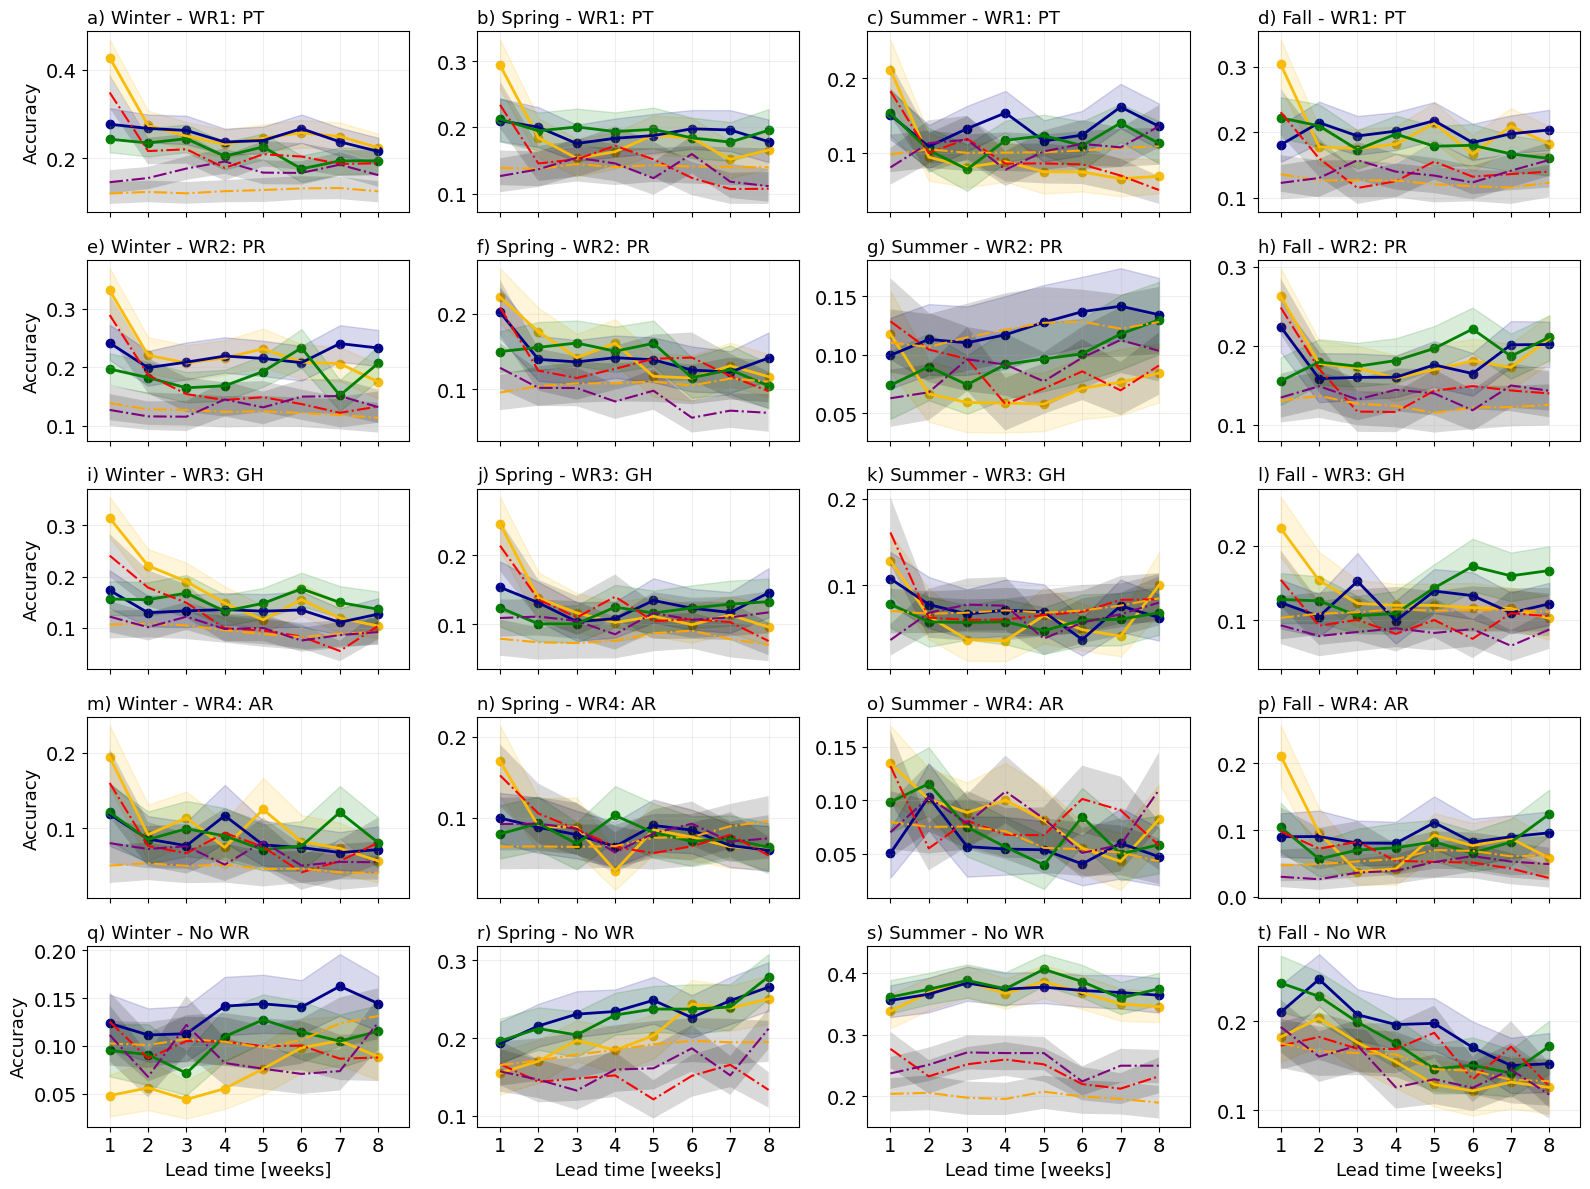 a) Winter - WR1: PT
b) Spring - WR1: PT
c) Summer - WR1: PT
d) Fall - WR1: PT
Accuracy
0.4
0.2
0.3
0.2
0.1
0.2
0.1
0.3
0.2
0.1
e) Winter - WR2: PR
f) Spring - WR2: PR
g) Summer - WR2: PR
h) Fall - WR2: PR
Accuracy
0.3
0.2
0.1
0.2
0.1
0.15
0.10
0.05
0.3
0.2
0.1
i) Winter - WR3: GH
j) Spring - WR3: GH
k) Summer - WR3: GH
l) Fall - WR3: GH
Accuracy
0.3
0.2
0.1
0.2
0.1
0.2
0.1
0.2
0.1
m) Winter - WR4: AR
n) Spring - WR4: AR
o) Summer - WR4: AR
p) Fall - WR4: AR
Accuracy
0.2
0.1
0.2
0.1
0.15
0.10
0.05
0.2
0.1
0.0
q) Winter - No WR
r) Spring - No WR
s) Summer - No WR
t) Fall - No WR
Accuracy
0.20
0.15
0.10
0.05
0.3
0.2
0.1
0.4
0.3
0.2
0.2
0.1
1 2 3 4 5 6 7 8
1 2 3 4 5 6 7 8
1 2 3 4 5 6 7 8
1 2 3 4 5 6 7 8
Lead time [weeks]
Lead time [weeks]
Lead time [weeks]
Lead time [weeks]